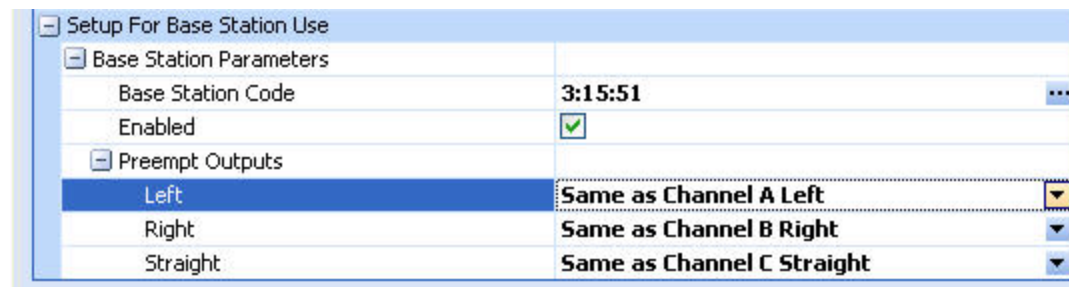 Setup For Base Station Use
Base Station Parameters
Base Station Code 3:15:51 ...
Enabled
Preempt Outputs
Left Same as Channel A Left
Right Same as Channel B Right
Straight Same as Channel C Straight